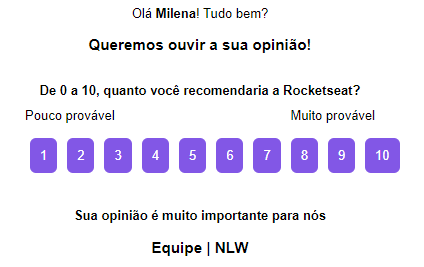 Olá Milena! Tudo bem?
Queremos ouvir a sua opinião!
De 0 a 10, quanto você recomendaria a Rocketseat?
Pouco provável Muito provável
1 2 3 4 5 6 7 8 9 10
Sua opinião é muito importante para nós
Equipe | NLW